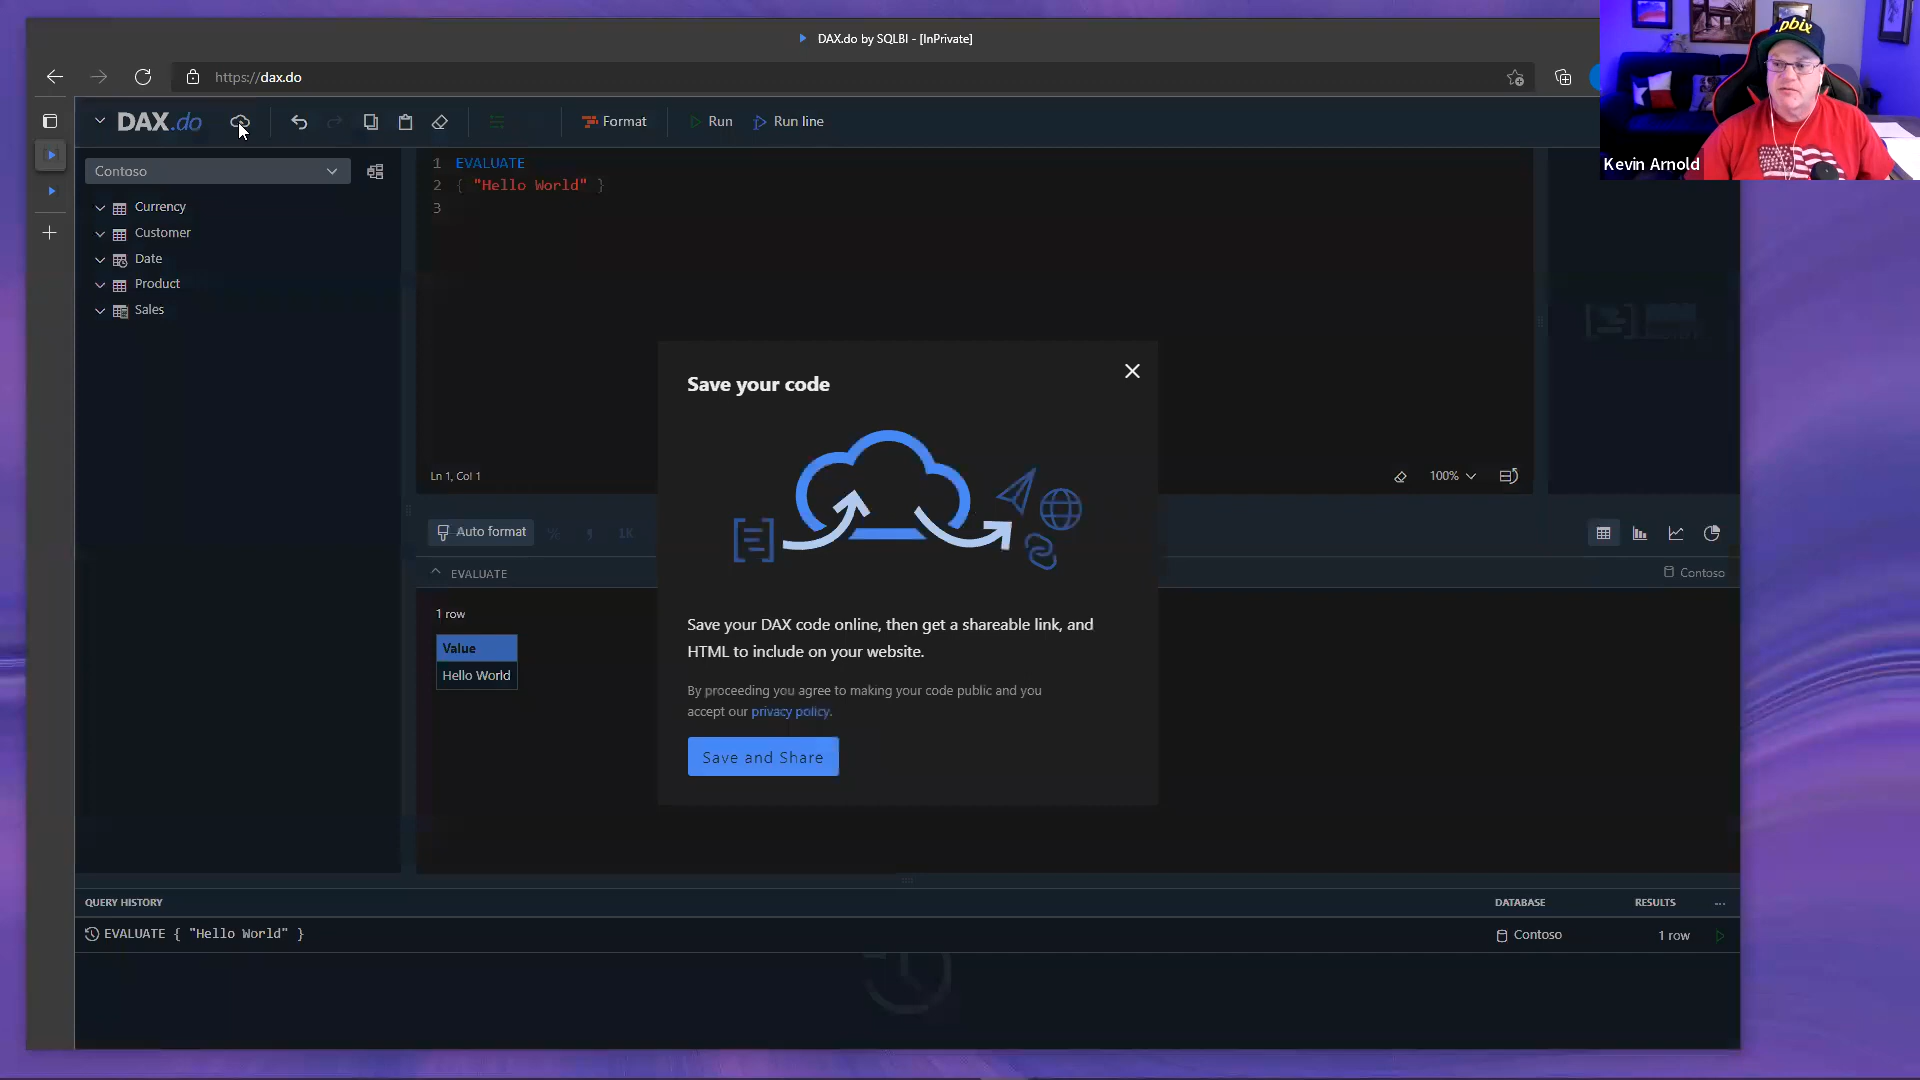 DAX.do by SQLBI - [InPrivate]
https://dax.do
.pbix
Kevin Arnold
DAX.do
Format
Run
Run line
Contoso
Currency
Customer
Date
Product
Sales
1 EVALUATE
2 { "Hello World" }
3
Ln 1, Col 1
100%
Save your code
Save your DAX code online, then get a shareable link, and
HTML to include on your website.
By proceeding you agree to making your code public and you
accept our privacy policy.
Save and Share
Auto format
%
,
1K
EVALUATE
Contoso
1 row
Value
Hello World
QUERY HISTORY
DATABASE
RESULTS
...
EVALUATE { "Hello World" }
Contoso
1 row